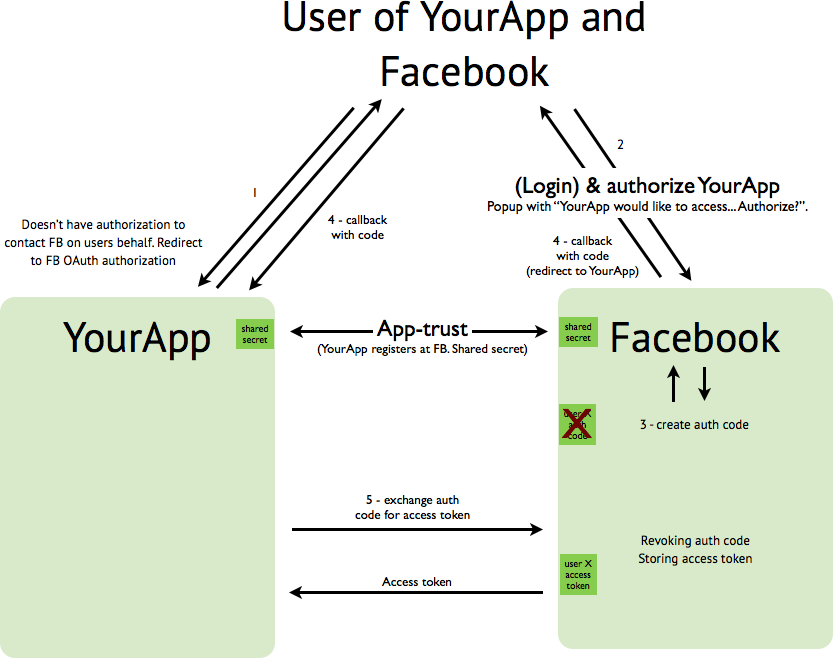 User of YourApp and
Facebook
1
2
(Login) & authorize YourApp
Popup with “YourApp would like to access... Authorize?”.
Doesn't have authorization to
contact FB on users behalf. Redirect
to FB OAuth authorization
4 - callback
with code
4 - callback
with code
(redirect to YourApp)
YourApp
shared
secret
App-trust
(YourApp registers at FB. Shared secret)
shared
secret
Facebook
user X
auth
code
3 - create auth code
5 - exchange auth
code for access token
Revoking auth code
Storing access token
user X
access
token
Access token